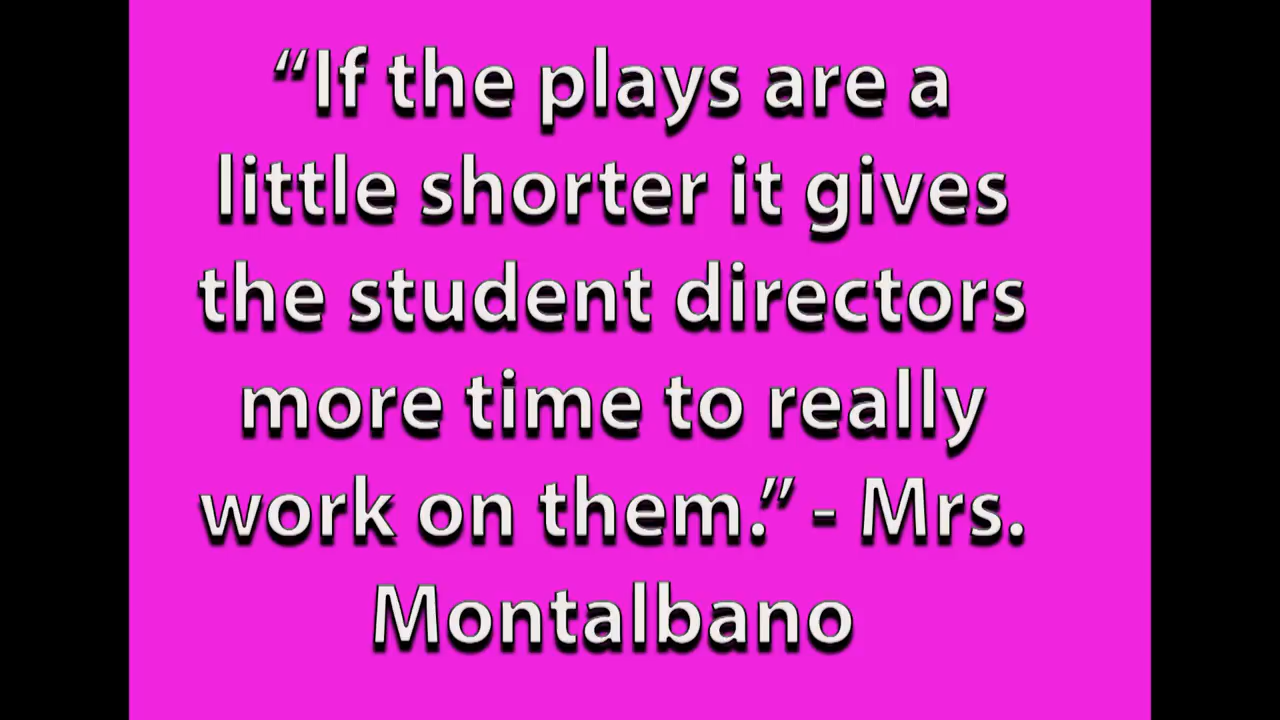 “If the plays are a
little shorter it gives
the student directors
more time to really
work on them.” - Mrs.
Montalbano